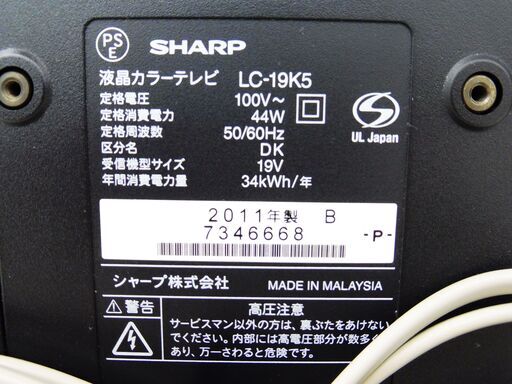 PS E
SHARP
液晶カラーテレビ LC-19K5
定格電圧 100V~
定格消費電力 44W
定格周波数 50/60Hz
区分名 DK
受信機型サイズ 19V
年間消費電力量 34kWh/年
S
UL Japan
2011年製 B
7346668 -P-
シャープ株式会社 MADE IN MALAYSIA
⚠警告 高圧注意
サービスマン以外の方は、裏ぶたをあけない
でください。内部には高電圧部分が数多く
あり、万一さわると危険です。